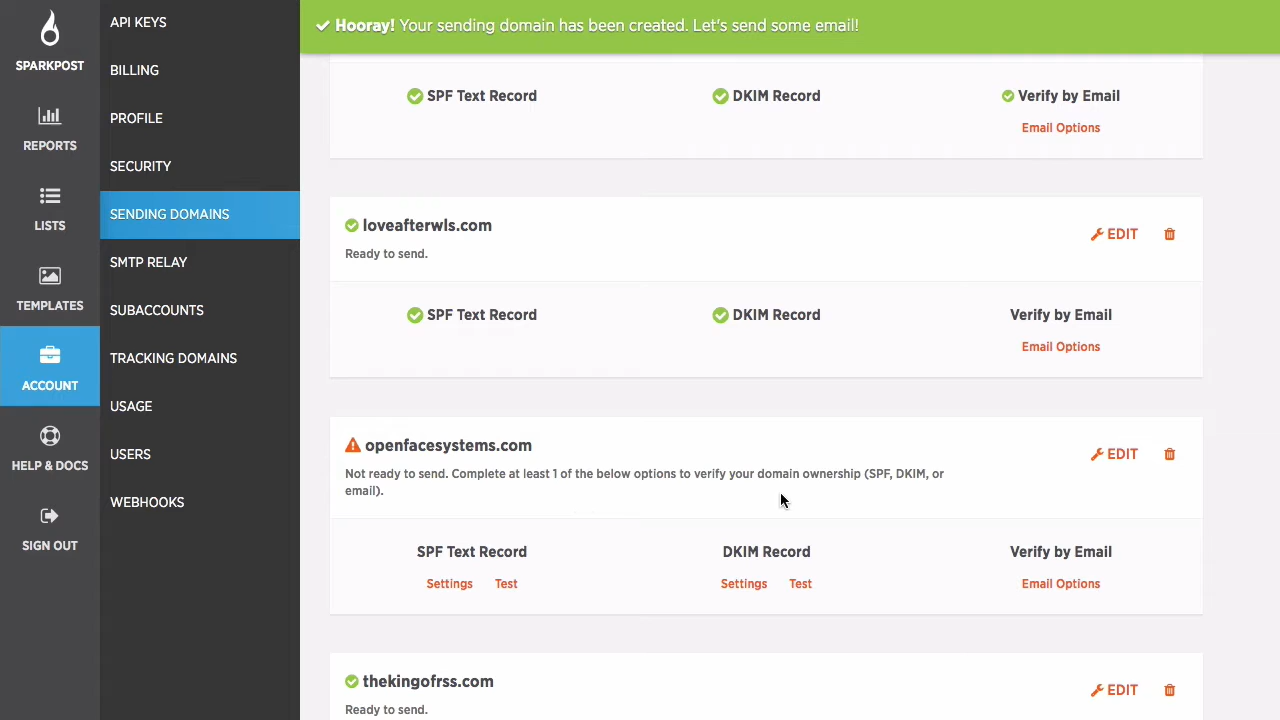 SPARKPOST
REPORTS
LISTS
TEMPLATES
ACCOUNT
HELP & DOCS
SIGN OUT
API KEYS
BILLING
PROFILE
SECURITY
SENDING DOMAINS
SMTP RELAY
SUBACCOUNTS
TRACKING DOMAINS
USAGE
USERS
WEBHOOKS
Hooray! Your sending domain has been created. Let's send some email!
SPF Text Record
DKIM Record
Verify by Email
Email Options
loveafterwls.com
Ready to send.
EDIT
SPF Text Record
DKIM Record
Verify by Email
Email Options
openfacesystems.com
Not ready to send. Complete at least 1 of the below options to verify your domain ownership (SPF, DKIM, or
email).
EDIT
SPF Text Record
Settings Test
DKIM Record
Settings Test
Verify by Email
Email Options
thekingofrss.com
Ready to send.
EDIT